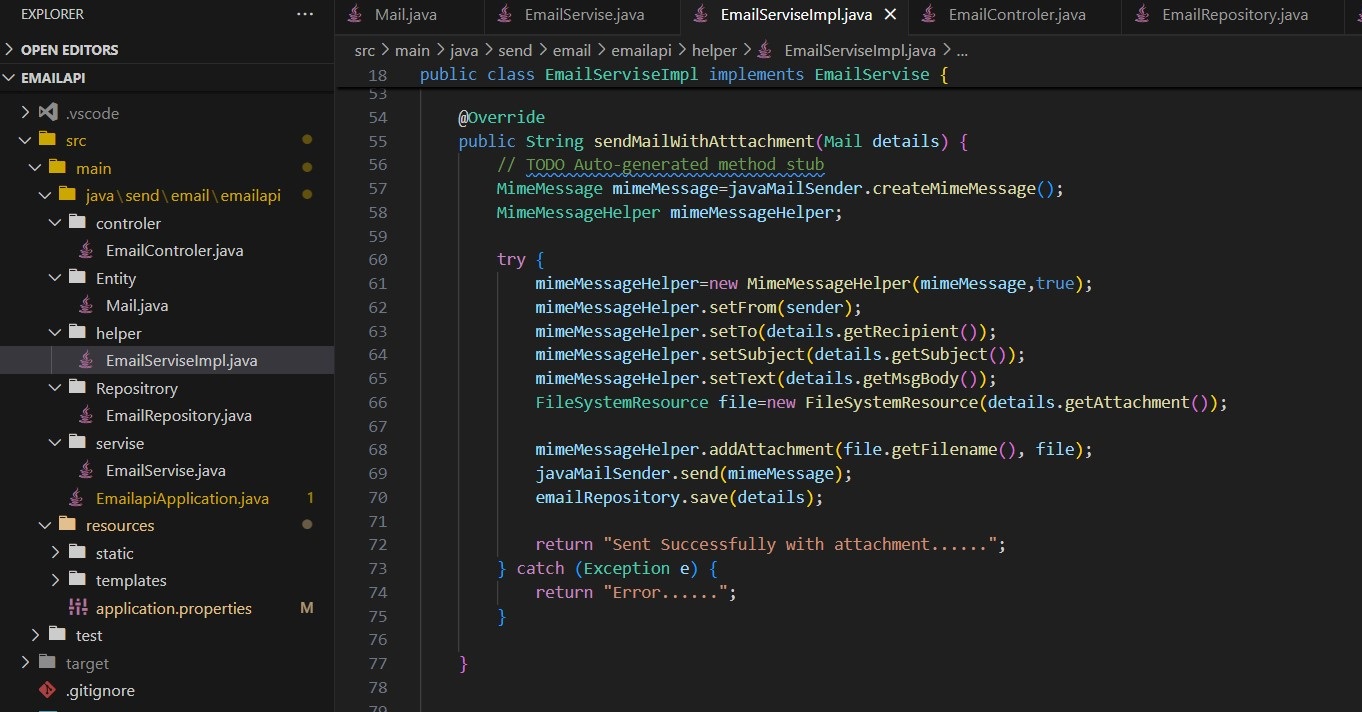 EXPLORER ...
OPEN EDITORS
EMAILAPI
.vscode
src
main
java\send\email\emailapi
controler
EmailControler.java
Entity
Mail.java
helper
EmailServiseImpl.java
Repositrory
EmailRepository.java
servise
EmailServise.java
EmailapiApplication.java 1
resources
static
templates
application.properties M
test
target
.gitignore
Mail.java EmailServise.java EmailServiseImpl.java EmailControler.java EmailRepository.java
src > main > java > send > email > emailapi > helper > EmailServiseImpl.java > ...
18 public class EmailServiseImpl implements EmailServise {
53
54 @Override
55 public String sendMailWithAtttachment(Mail details) {
56 // TODO Auto-generated method stub
57 MimeMessage mimeMessage=javaMailSender.createMimeMessage();
58 MimeMessageHelper mimeMessageHelper;
59
60 try {
61 mimeMessageHelper=new MimeMessageHelper(mimeMessage,true);
62 mimeMessageHelper.setFrom(sender);
63 mimeMessageHelper.setTo(details.getRecipient());
64 mimeMessageHelper.setSubject(details.getSubject());
65 mimeMessageHelper.setText(details.getMsgBody());
66 FileSystemResource file=new FileSystemResource(details.getAttachment());
67
68 mimeMessageHelper.addAttachment(file.getFilename(), file);
69 javaMailSender.send(mimeMessage);
70 emailRepository.save(details);
71
72 return "Sent Successfully with attachment......";
73 } catch (Exception e) {
74 return "Error......";
75 }
76
77 }
78
79